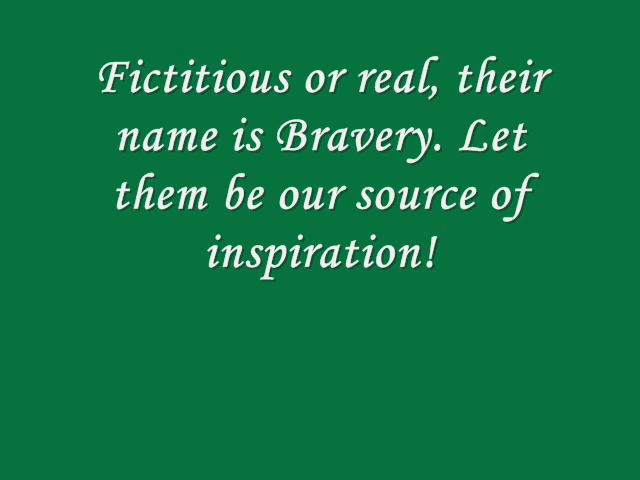 Fictitious or real, their
name is Bravery. Let
them be our source of
inspiration!